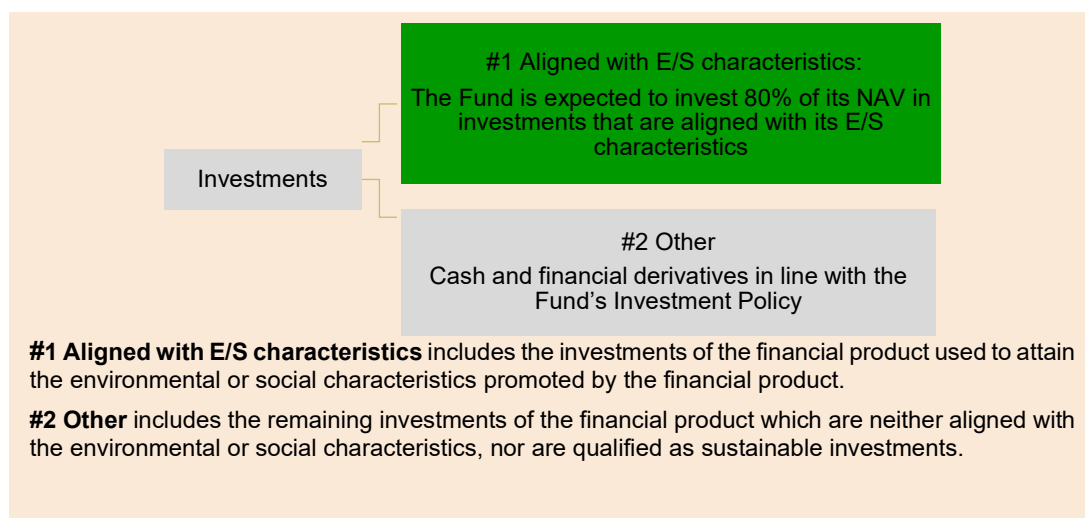 #1 Aligned with E/S characteristics:
The Fund is expected to invest 80% of its NAV in
investments that are aligned with its E/S
characteristics
Investments
#2 Other
Cash and financial derivatives in line with the
Fund’s Investment Policy
#1 Aligned with E/S characteristics includes the investments of the financial product used to attain
the environmental or social characteristics promoted by the financial product.
#2 Other includes the remaining investments of the financial product which are neither aligned with
the environmental or social characteristics, nor are qualified as sustainable investments.